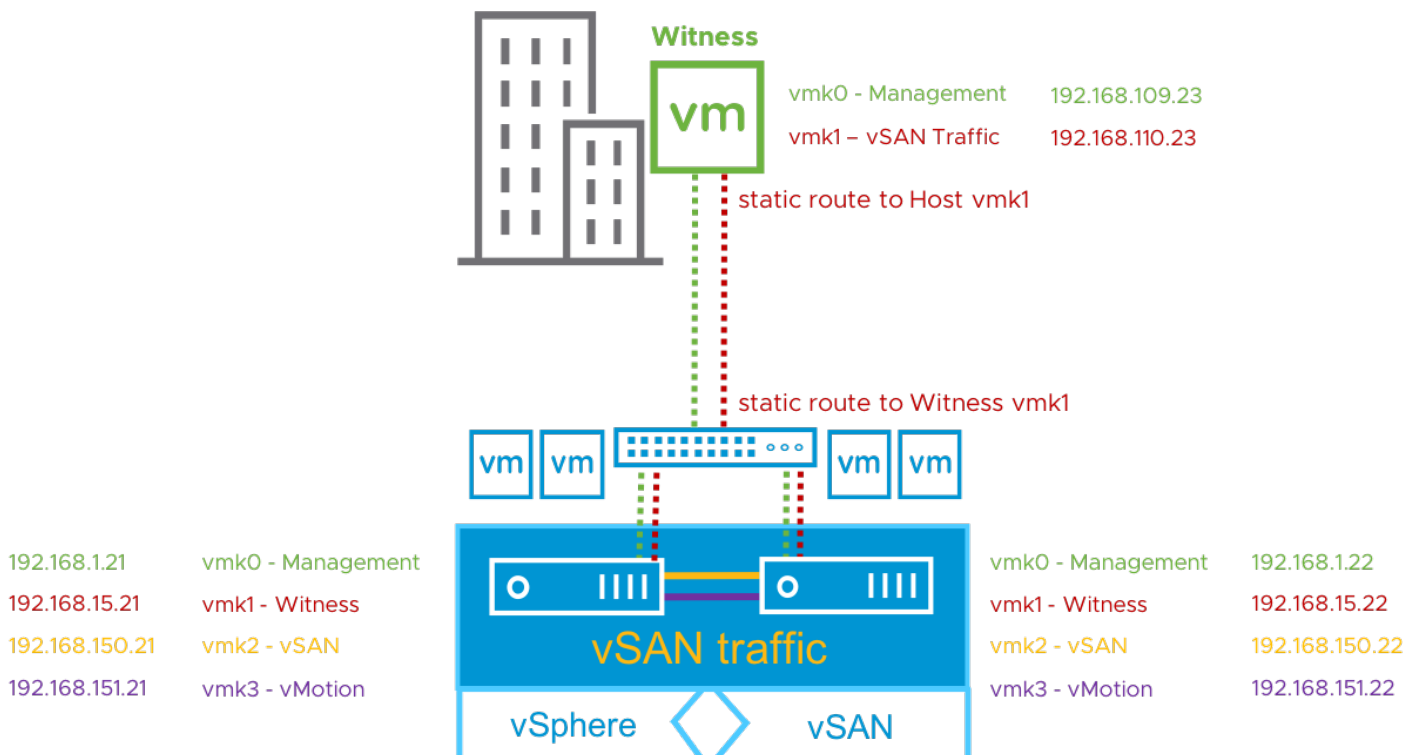 Witness
vm
vmk0 - Management 192.168.109.23
vmk1 – vSAN Traffic 192.168.110.23
static route to Host vmk1
static route to Witness vmk1
vm vm vm vm
192.168.1.21 vmk0 - Management
192.168.15.21 vmk1 - Witness
192.168.150.21 vmk2 - vSAN
192.168.151.21 vmk3 - vMotion
vSAN traffic
vmk0 - Management 192.168.1.22
vmk1 - Witness 192.168.15.22
vmk2 - vSAN 192.168.150.22
vmk3 - vMotion 192.168.151.22
vSphere vSAN